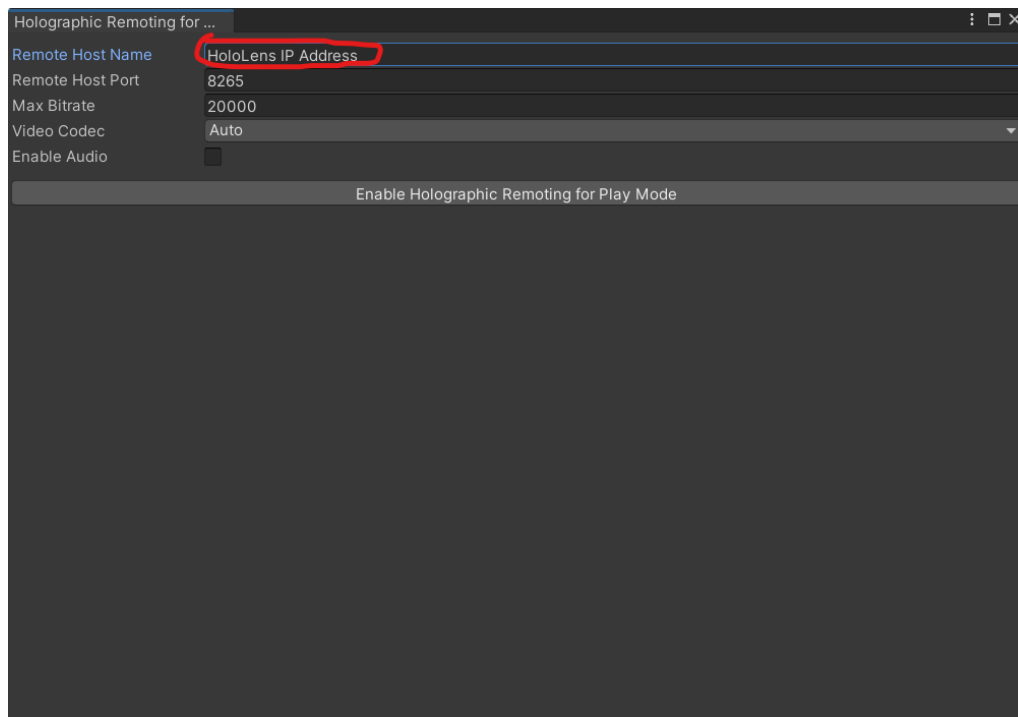 Holographic Remoting for ...
Remote Host Name HoloLens IP Address
Remote Host Port 8265
Max Bitrate 20000
Video Codec Auto
Enable Audio
Enable Holographic Remoting for Play Mode